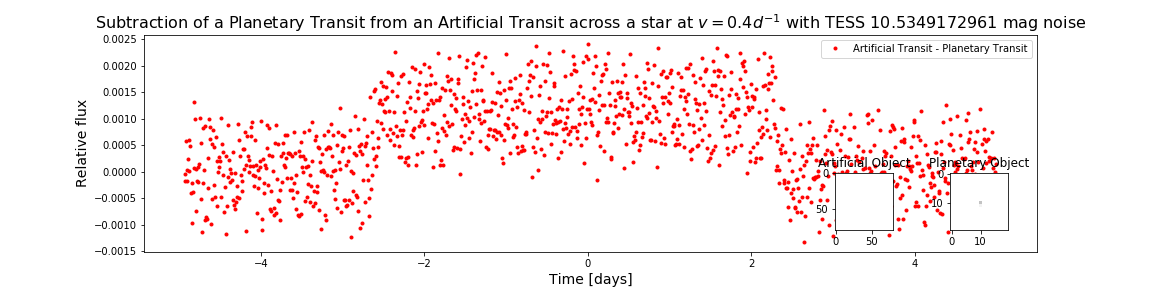 Subtraction of a Planetary Transit from an Artificial Transit across a star at v = 0.4d⁻¹ with TESS 10.5349172961 mag noise
Artificial Transit - Planetary Transit
Relative flux
0.0025
0.0020
0.0015
0.0010
0.0005
0.0000
−0.0005
−0.0010
−0.0015
Artificial Object
0
50
0 50
Planetary Object
0
10
0 10
−4 −2 0 2 4
Time [days]